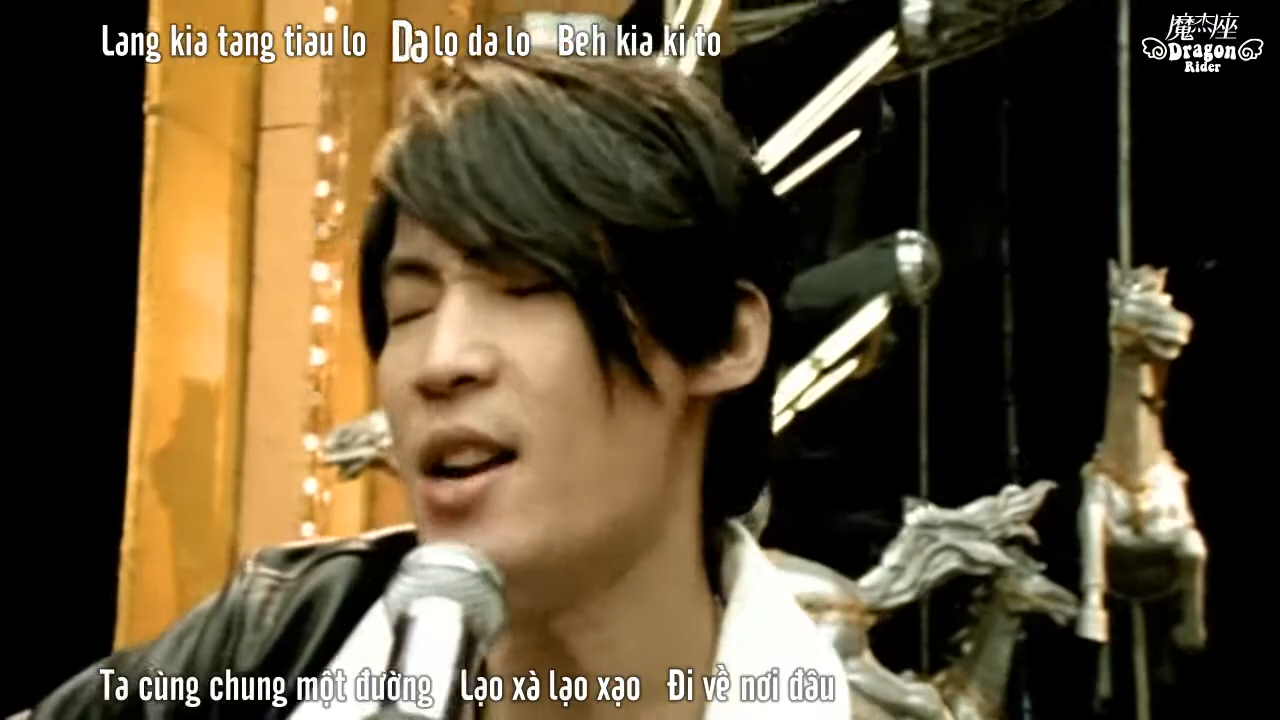 Lang kia tang tiau lo Da lo da lo Beh kia ki to
魔杰座
Dragon
Rider
Ta cùng chung một đường Lạo xà lạo xạo Đi về nơi đâu